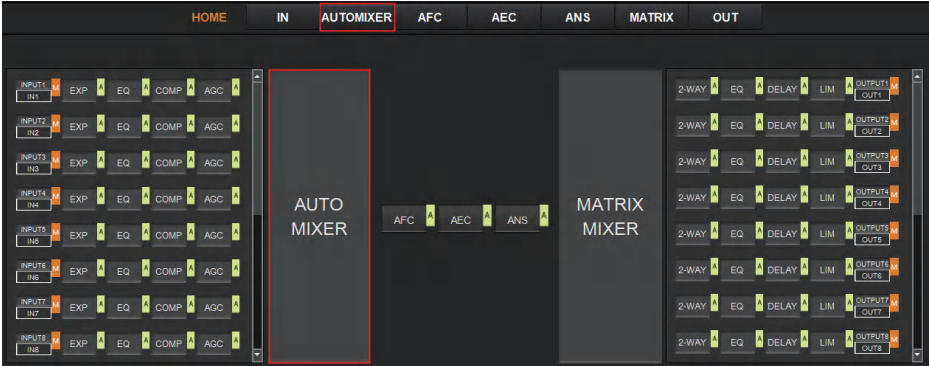 HOME IN AUTOMIXER AFC AEC ANS MATRIX OUT
INPUT1 M EXP A EQ A COMP A AGC A
IN1
INPUT2 M EXP A EQ A COMP A AGC A
IN2
INPUT3 M EXP A EQ A COMP A AGC A
IN3
INPUT4 M EXP A EQ A COMP A AGC A
IN4
INPUT5 M EXP A EQ A COMP A AGC A
IN5
INPUT6 M EXP A EQ A COMP A AGC A
IN6
INPUT7 M EXP A EQ A COMP A AGC A
IN7
INPUT8 M EXP A EQ A COMP A AGC A
IN8
AUTO
MIXER
AFC A AEC A ANS A
MATRIX
MIXER
2-WAY A EQ A DELAY A LIM A OUTPUT1 M
OUT1
2-WAY A EQ A DELAY A LIM A OUTPUT2 M
OUT2
2-WAY A EQ A DELAY A LIM A OUTPUT3 M
OUT3
2-WAY A EQ A DELAY A LIM A OUTPUT4 M
OUT4
2-WAY A EQ A DELAY A LIM A OUTPUT5 M
OUT5
2-WAY A EQ A DELAY A LIM A OUTPUT6 M
OUT6
2-WAY A EQ A DELAY A LIM A OUTPUT7 M
OUT7
2-WAY A EQ A DELAY A LIM A OUTPUT8 M
OUT8